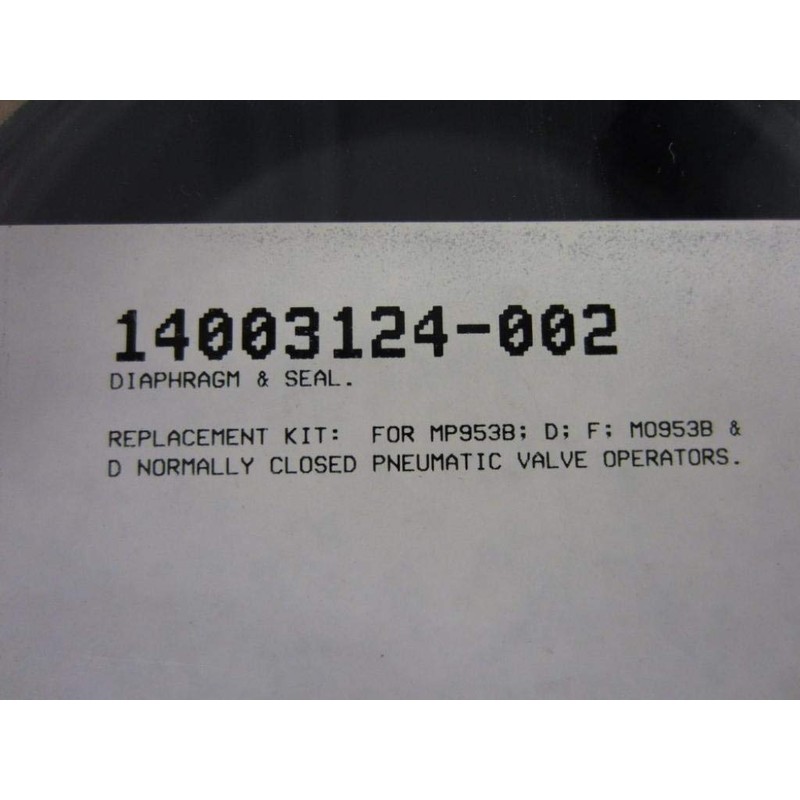 14003124-002
DIAPHRAGM & SEAL.
REPLACEMENT KIT: FOR MP953B; D; F; MO953B &
D NORMALLY CLOSED PNEUMATIC VALVE OPERATORS.